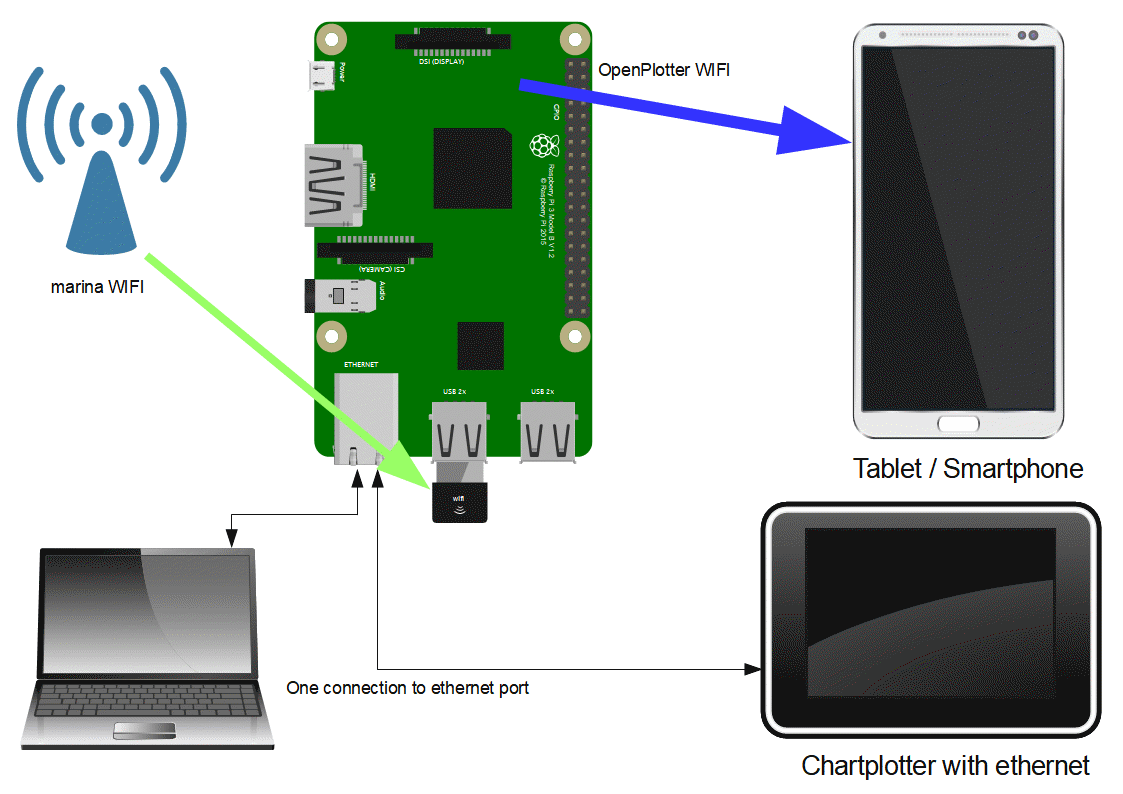 DSI (DISPLAY)
Power
OpenPlotter WIFI
GPIO
HDMI
Raspberry Pi 3 Model B V1.2
© Raspberry Pi 2015
CSI (CAMERA)
marina WIFI
Audio
ETHERNET
USB 2x
USB 2x
Tablet / Smartphone
wifi
One connection to ethernet port
Chartplotter with ethernet